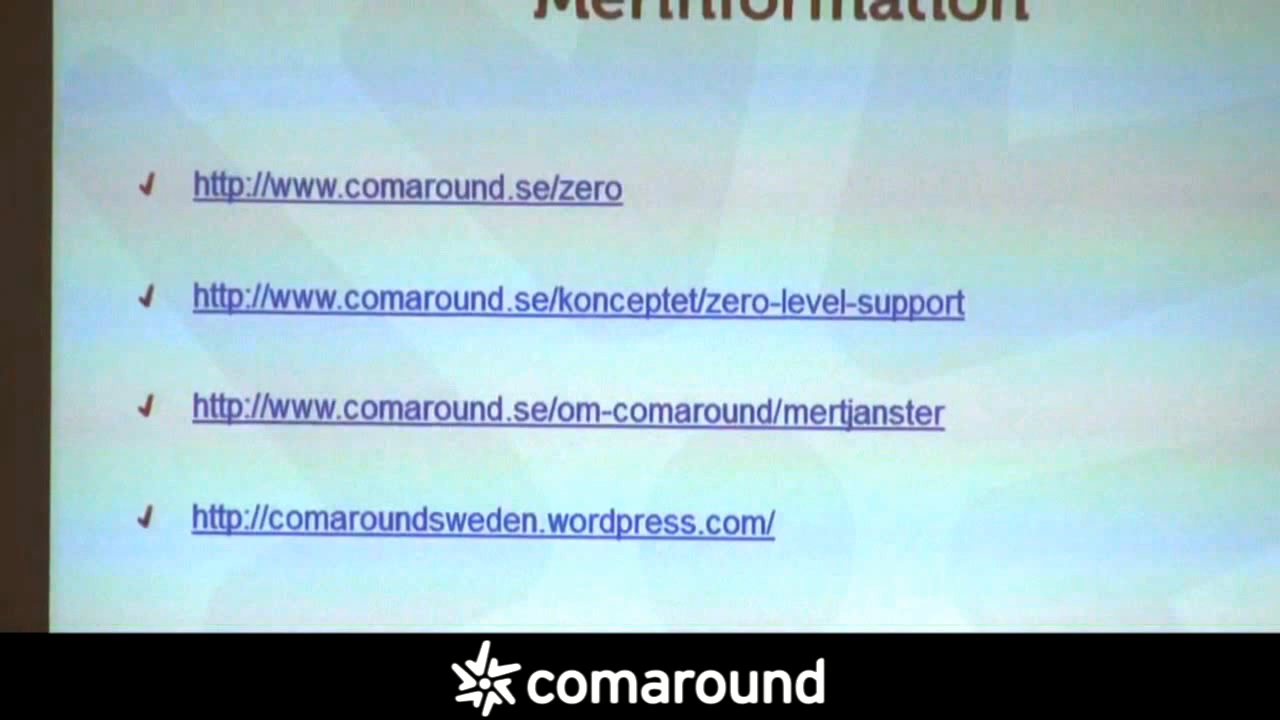 MerInformation
http://www.comaround.se/zero
http://www.comaround.se/konceptet/zero-level-support
http://www.comaround.se/om-comaround/mertjanster
http://comaroundsweden.wordpress.com/
comaround